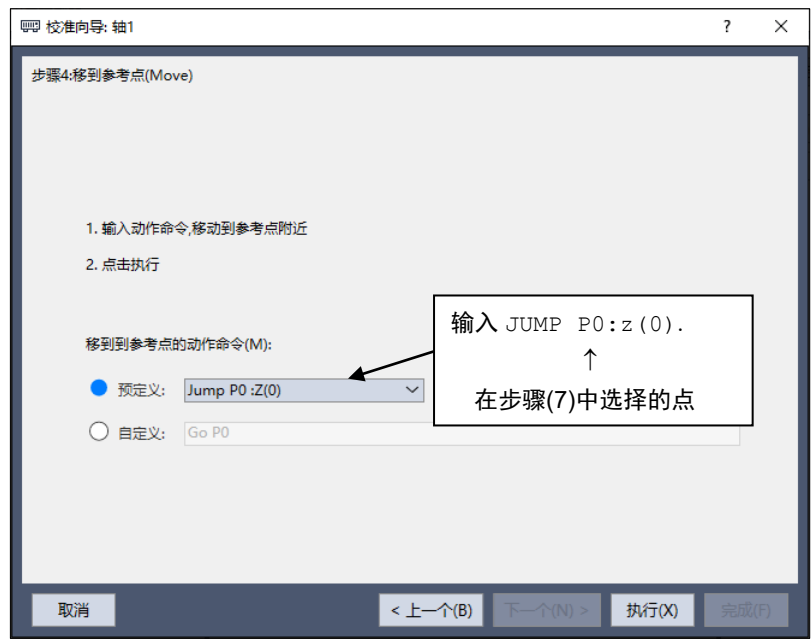 校准向导: 轴1
步骤4:移到参考点(Move)
1. 输入动作命令,移动到参考点附近
2. 点击执行
输入 JUMP P0:z(0).
↑
在步骤(7)中选择的点
移到到参考点的动作命令(M):
预定义: Jump P0 :Z(0)
自定义: Go P0
取消 < 上一个(B) 下一个(N) > 执行(X) 完成(F)